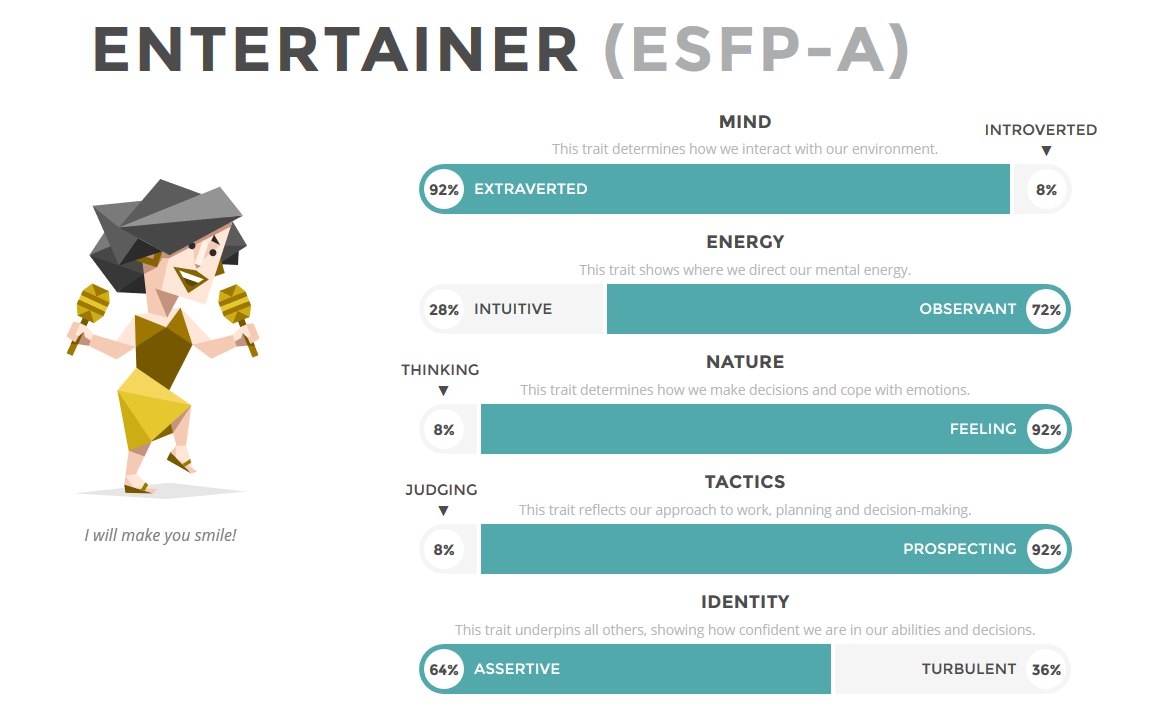 ENTERTAINER (ESFP-A)
MIND
This trait determines how we interact with our environment.
INTROVERTED
▼
92% EXTRAVERTED 8%
ENERGY
This trait shows where we direct our mental energy.
28% INTUITIVE OBSERVANT 72%
NATURE
This trait determines how we make decisions and cope with emotions.
THINKING
▼
8% FEELING 92%
TACTICS
This trait reflects our approach to work, planning and decision-making.
JUDGING
▼
8% PROSPECTING 92%
IDENTITY
This trait underpins all others, showing how confident we are in our abilities and decisions.
64% ASSERTIVE TURBULENT 36%
I will make you smile!